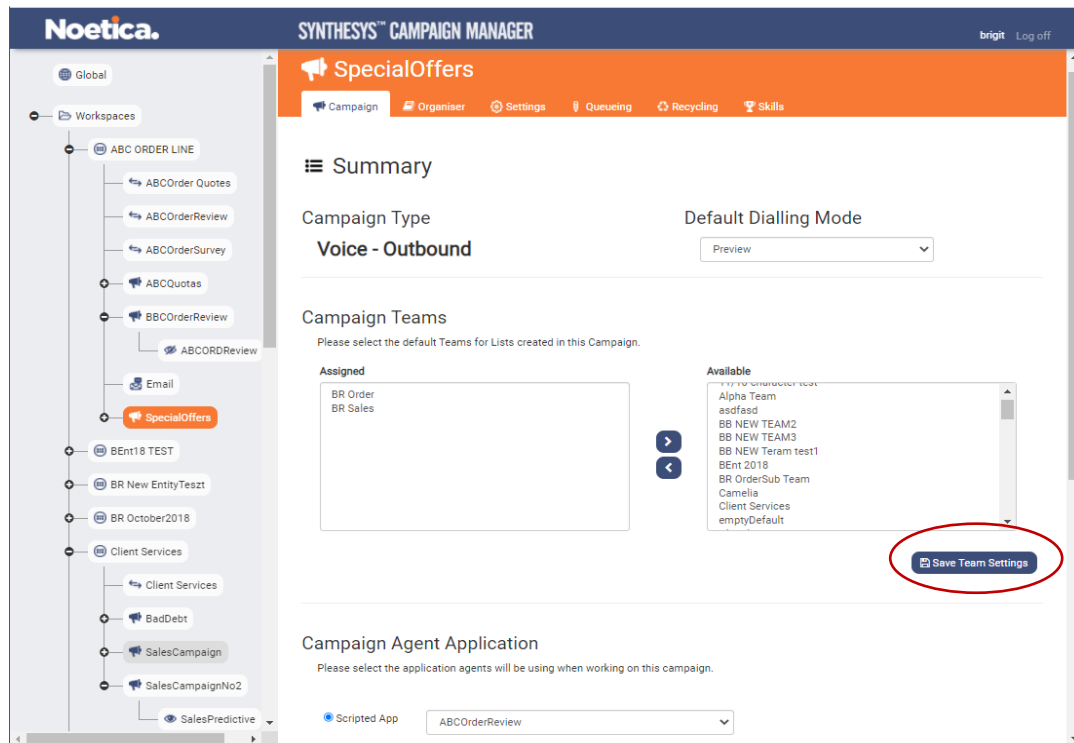 Noetica.
SYNTHESYS™ CAMPAIGN MANAGER
brigit Log off
Global
Workspaces
ABC ORDER LINE
ABCOrder Quotes
ABCOrderReview
ABCOrderSurvey
ABCQuotas
BBCOrderReview
ABCORDReview
Email
SpecialOffers
BEnt18 TEST
BR New EntityTeszt
BR October2018
Client Services
Client Services
BadDebt
SalesCampaign
SalesCampaignNo2
SalesPredictive
SpecialOffers
Campaign Organiser Settings Queueing Recycling Skills
Summary
Campaign Type
Default Dialling Mode
Voice - Outbound
Preview
Campaign Teams
Please select the default Teams for Lists created in this Campaign.
Assigned
BR Order
BR Sales
Available
character test
Alpha Team
asdfasd
BB NEW TEAM2
BB NEW TEAM3
BB NEW Teram test1
BEnt 2018
BR OrderSub Team
Camelia
Client Services
emptyDefault
Save Team Settings
Campaign Agent Application
Please select the application agents will be using when working on this campaign.
Scripted App
ABCOrderReview